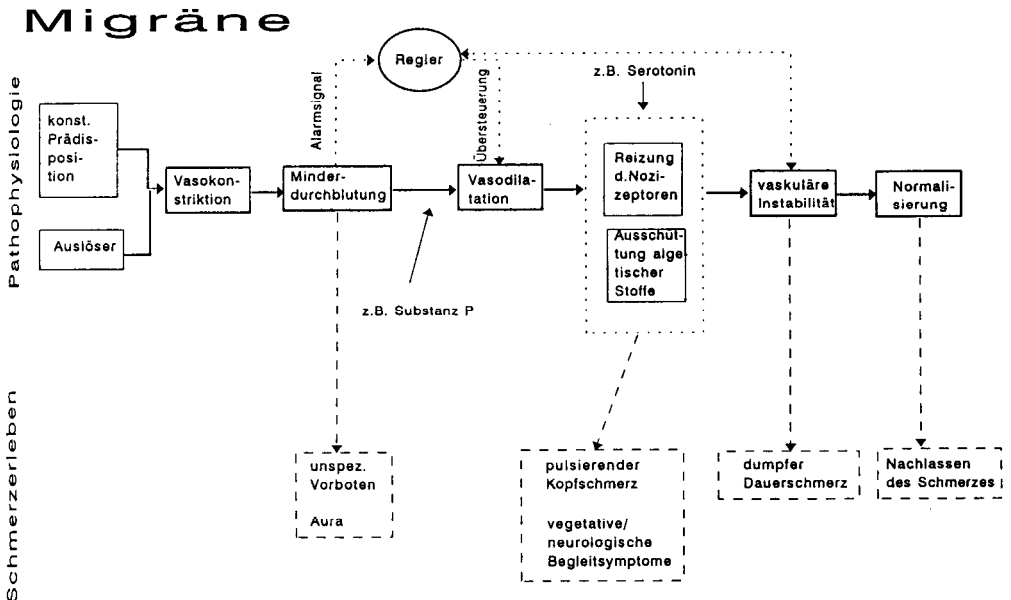 Migräne
Pathophysiologie
Schmerzerleben
konst.
Prädis-
positi-
tion
Auslöser
Vasokon-
striktion
Alarmsignal
Minder-
durchblutung
Regler
Übersteuerung
z.B. Substanz P
Vasodila-
tation
z.B. Serotonin
Reizung
d.Nozi-
zeptoren
Ausschüt-
tung alge
tischer
Stoffe
vaskuläre
Instabilität
Normali-
sierung
unspez.
Vorboten
Aura
pulsierender
Kopfschmerz
vegetative/
neurologische
Begleitsymptome
dumpfer
Dauerschmerz
Nachlassen
des Schmerzes